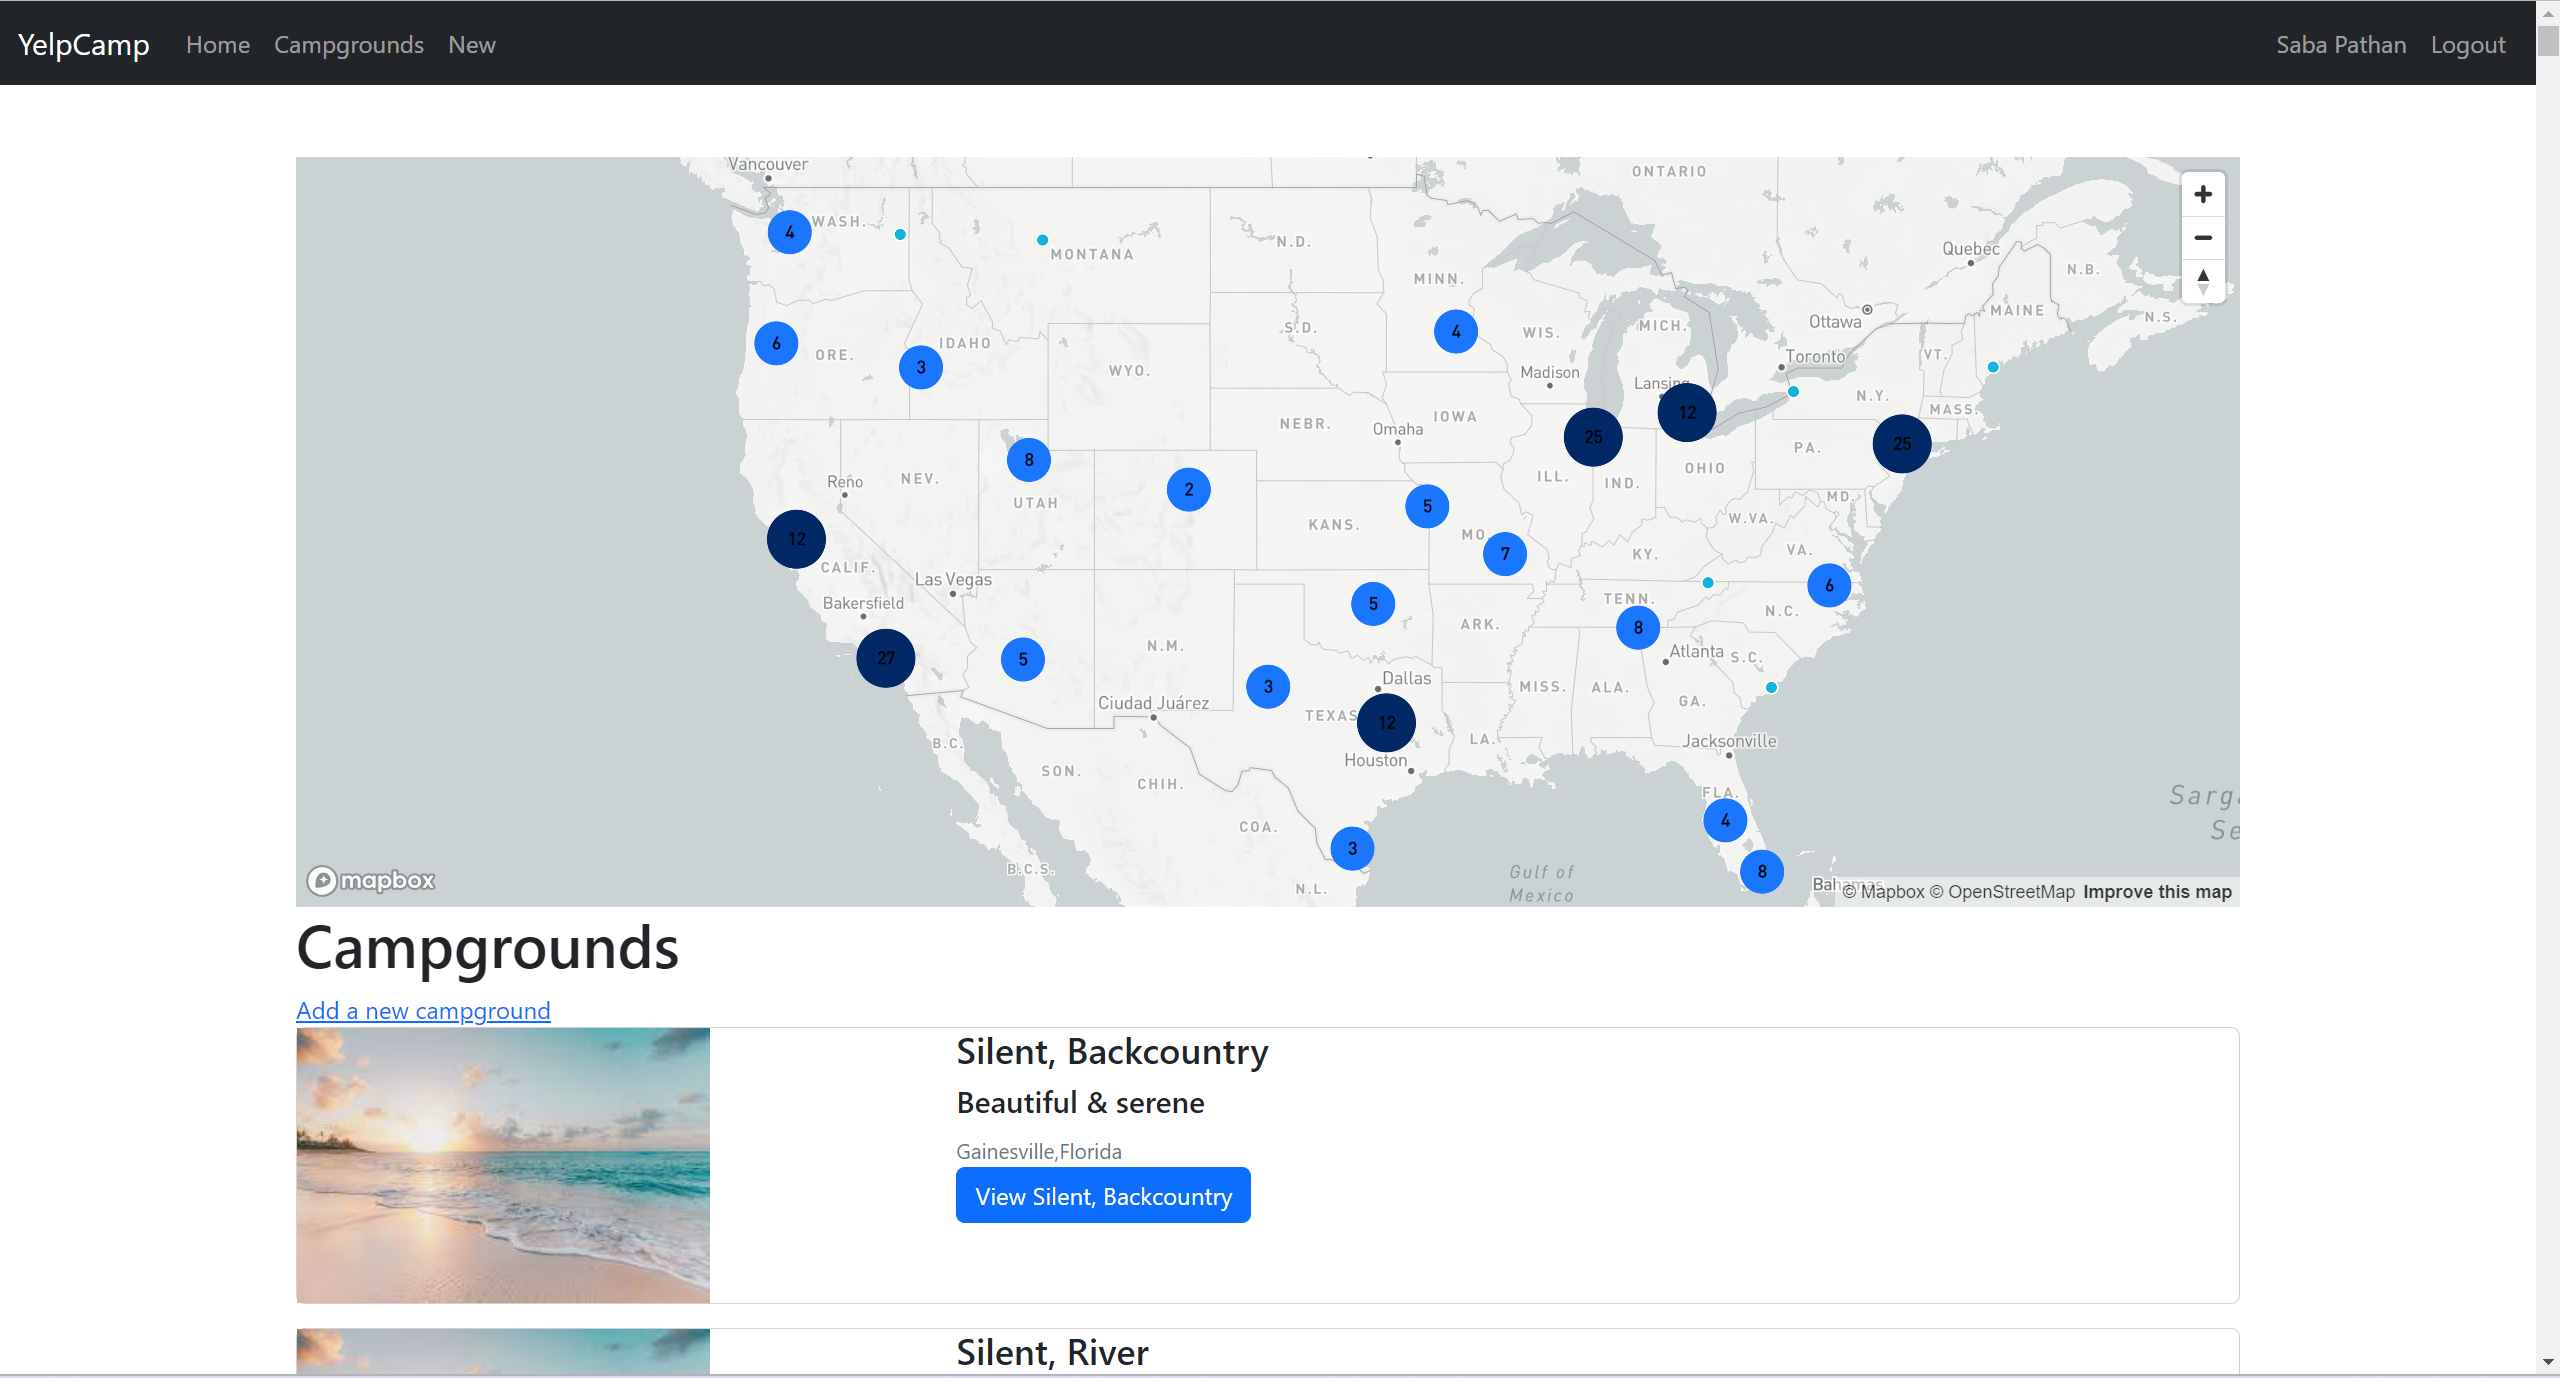 YelpCamp Home Campgrounds New Saba Pathan Logout
Vancouver
ONTARIO
WASH.
4
MONTANA
N.D.
Quebec
N.B.
MINN.
MAINE
N.S.
Ottawa
MICH.
S.D.
4
WIS.
6
ORE.
IDAHO
3
Toronto
VT.
WYO.
Madison
Lansing
N.Y.
MASS.
12
IOWA
NEBR.
Omaha
25
25
PA.
8
OHIO
Reno
NEV.
ILL.
IND.
2
UTAH
MD.
5
KANS.
W.VA.
MO.
12
7
KY.
VA.
CALIF.
Las Vegas
6
Bakersfield
5
TENN.
N.C.
ARK.
8
27
5
N.M.
Atlanta
S.C.
3
Dallas
MISS.
ALA.
GA.
Ciudad Juárez
TEXAS
12
B.C.
LA.
Jacksonville
Houston
SON.
CHIH.
FLA.
COA.
4
3
B.C.S.
Gulf of
Mexico
8
N.L.
mapbox
© Mapbox © OpenStreetMap Improve this map
Campgrounds
Add a new campground
Silent, Backcountry
Beautiful & serene
Gainesville,Florida
View Silent, Backcountry
Silent, River